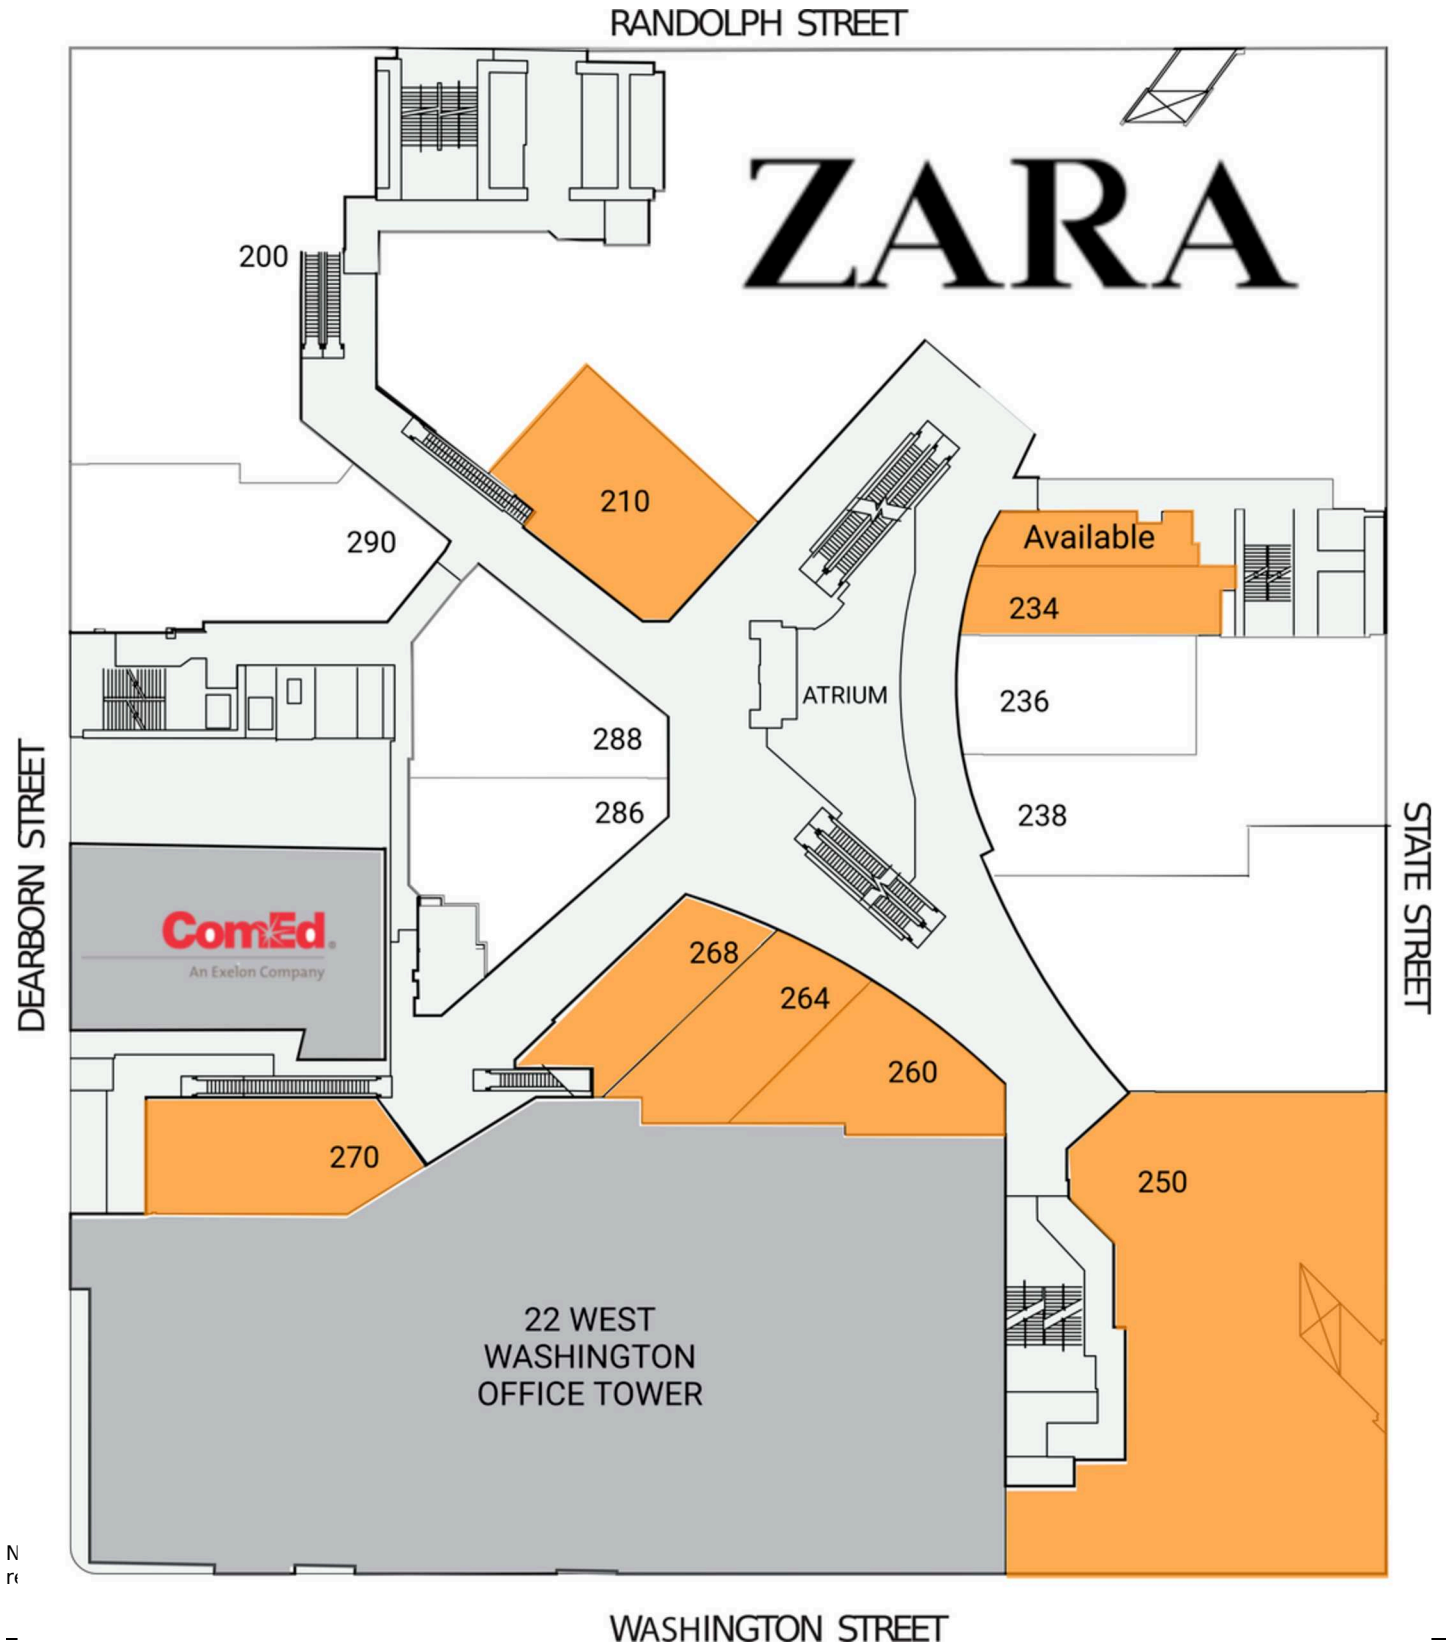 RANDOLPH STREET
ZARA
200
210
290
Available
234
236
ATRIUM
288
286
238
DEARBORN STREET
STATE STREET
ComEd
An Exelon Company
268
264
260
270
250
22 WEST
WASHINGTON
OFFICE TOWER
N
re
WASHINGTON STREET